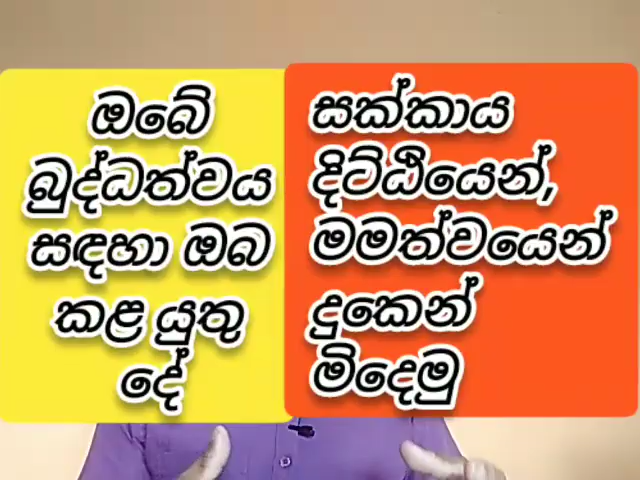 ඔබේ
බුද්ධත්වය
සඳහා ඔබ
කළ යුතු
දේ
සක්කාය
දිට්ඨියෙන්,
මමත්වයෙන්
දුකෙන්
මිදෙමු